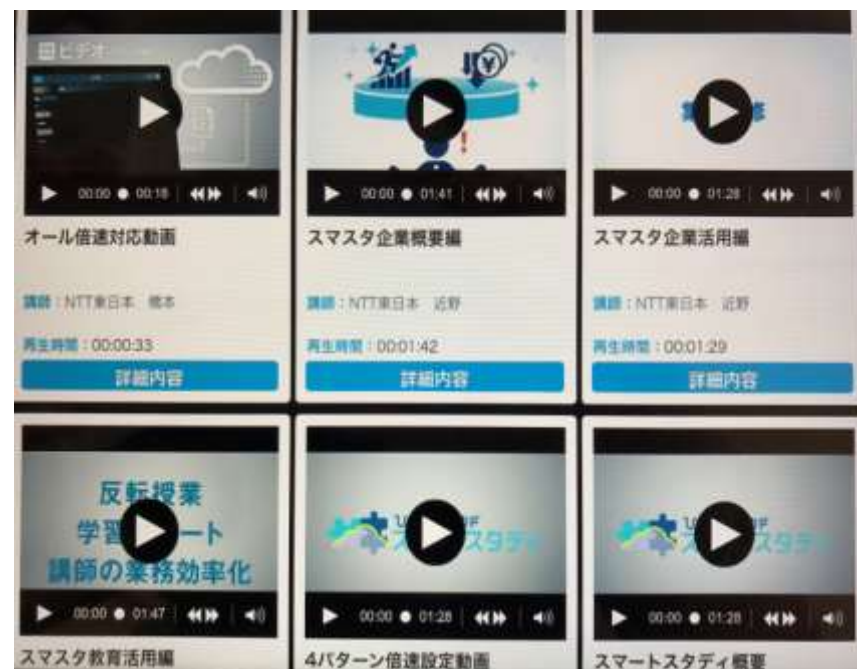 ビデオ
00:00
00:18
オール倍速対応動画
講師：NTT東日本　橋本
再生時間：00:00:33
詳細内容
00:00
01:41
スマスタ企業概要編
講師：NTT東日本　近野
再生時間：00:01:42
詳細内容
00:00
01:28
スマスタ企業活用編
講師：NTT東日本　近野
再生時間：00:01:29
詳細内容
反転授業
学習 ート
講師の業務効率化
00:00
01:47
スマスタ教育活用編
00:00
01:28
4パターン倍速設定動画
00:00
01:28
スマートスタディ概要